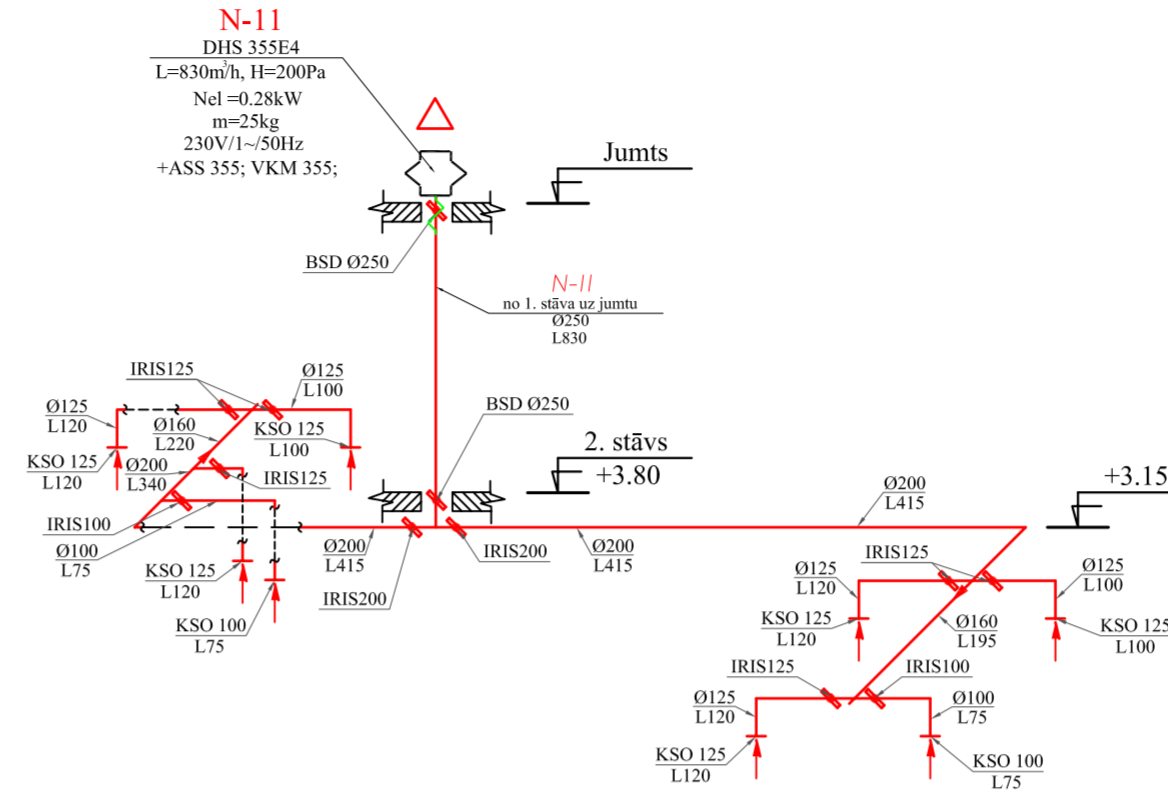 N-11
DHS 355E4
L=830m³/h, H=200Pa
Nel =0.28kW
m=25kg
230V/1~/50Hz
+ASS 355; VKM 355;
Jumts
BSD Ø250
N-11
no 1. stāva uz jumtu
Ø250
L830
IRIS125
Ø125
L100
Ø125
L120
Ø160
L220
KSO 125
L100
BSD Ø250
KSO 125
L120
Ø200
L340
IRIS125
2. stāvs
+3.80
+3.15
IRIS100
Ø100
L75
Ø200
L415
IRIS200
IRIS200
Ø200
L415
Ø200
L415
KSO 125
L120
KSO 100
L75
IRIS125
Ø125
L120
Ø125
L100
KSO 125
L120
Ø160
L195
KSO 125
L100
IRIS125
IRIS100
Ø125
L120
Ø100
L75
KSO 125
L120
KSO 100
L75